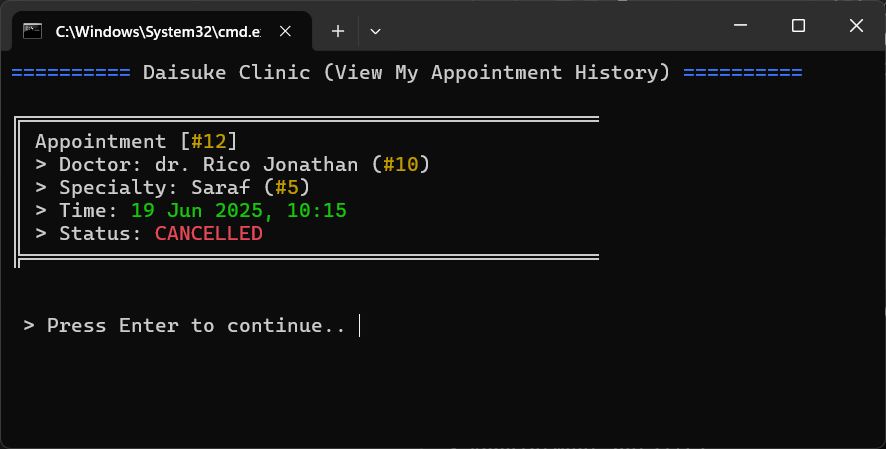 C:\Windows\System32\cmd.e
========== Daisuke Clinic (View My Appointment History) ==========
Appointment [#12]
> Doctor: dr. Rico Jonathan (#10)
> Specialty: Saraf (#5)
> Time: 19 Jun 2025, 10:15
> Status: CANCELLED
> Press Enter to continue..